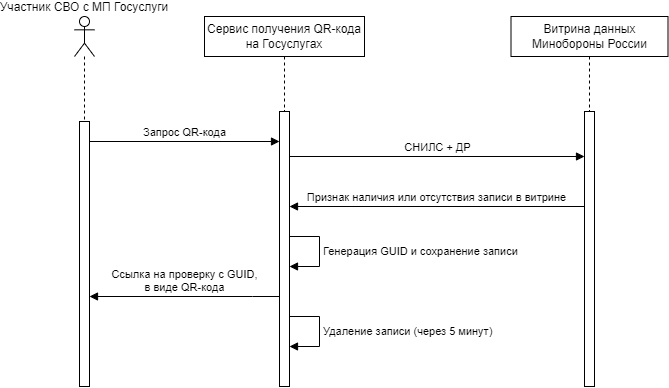 Участник СВО с МП Госуслуги
Сервис получения QR-кода
на Госуслугах
Витрина данных
Минобороны России
Запрос QR-кода
СНИЛС + ДР
Признак наличия или отсутствия записи в витрине
Генерация GUID и сохранение записи
Ссылка на проверку с GUID,
в виде QR-кода
Удаление записи (через 5 минут)